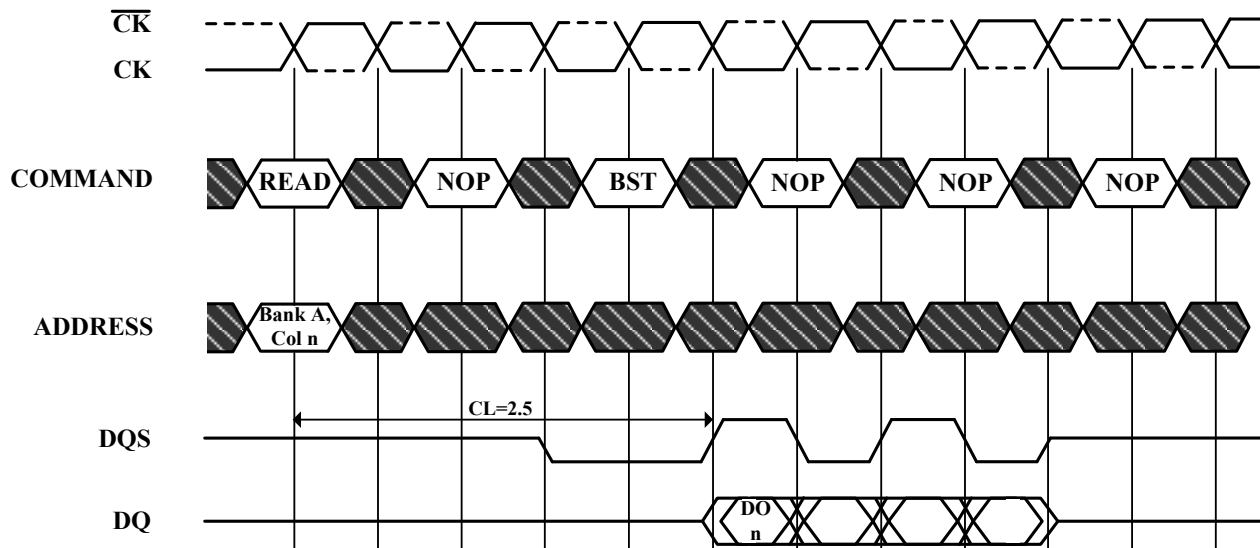 CK
CK
COMMAND
READ
NOP
BST
NOP
NOP
NOP
ADDRESS
Bank A,
Col n
CL=2.5
DQS
DQ
DO
n